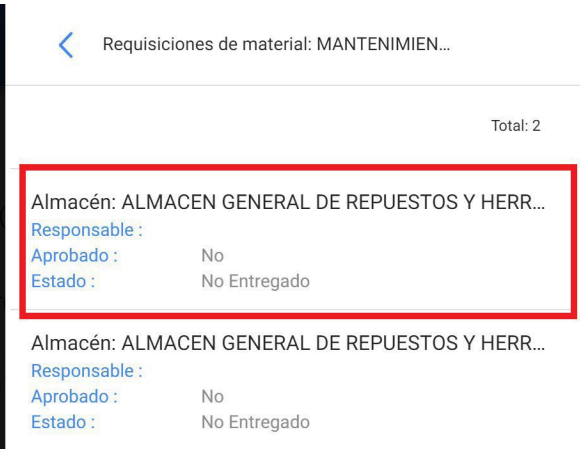 Requisiciones de material: MANTENIMIEN...
Total: 2
Almacén: ALMACEN GENERAL DE REPUESTOS Y HERR...
Responsable :
Aprobado : No
Estado : No Entregado
Almacén: ALMACEN GENERAL DE REPUESTOS Y HERR...
Responsable :
Aprobado : No
Estado : No Entregado